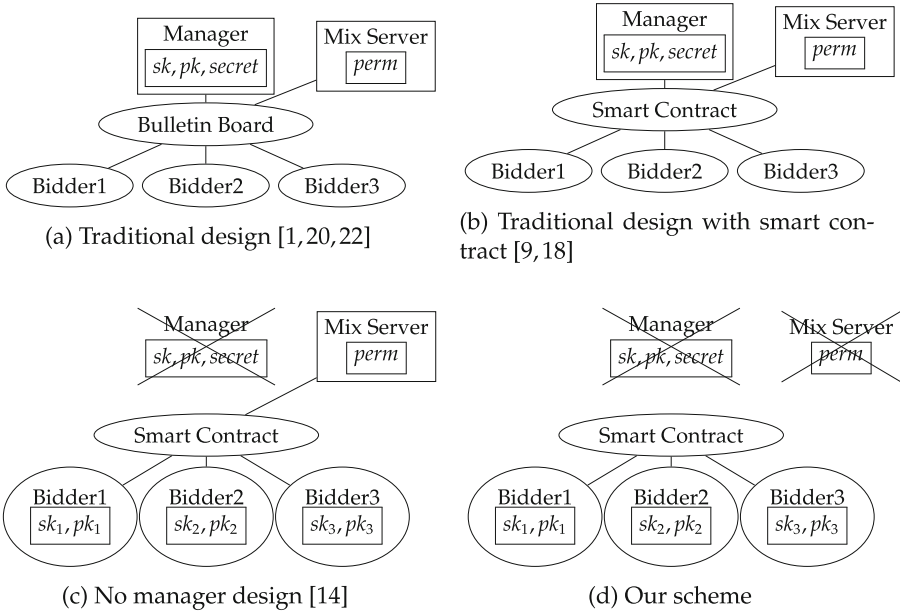 Manager
sk, pk, secret
Mix Server
perm
Bulletin Board
Bidder1
Bidder2
Bidder3
(a) Traditional design [1,20,22]
Manager
sk, pk, secret
Mix Server
perm
Smart Contract
Bidder1
Bidder2
Bidder3
(b) Traditional design with smart con-
tract [9,18]
Manager
sk, pk, secret
Mix Server
perm
Smart Contract
Bidder1
sk₁, pk₁
Bidder2
sk₂, pk₂
Bidder3
sk₃, pk₃
(c) No manager design [14]
Manager
sk, pk, secret
Mix Server
perm
Smart Contract
Bidder1
sk₁, pk₁
Bidder2
sk₂, pk₂
Bidder3
sk₃, pk₃
(d) Our scheme